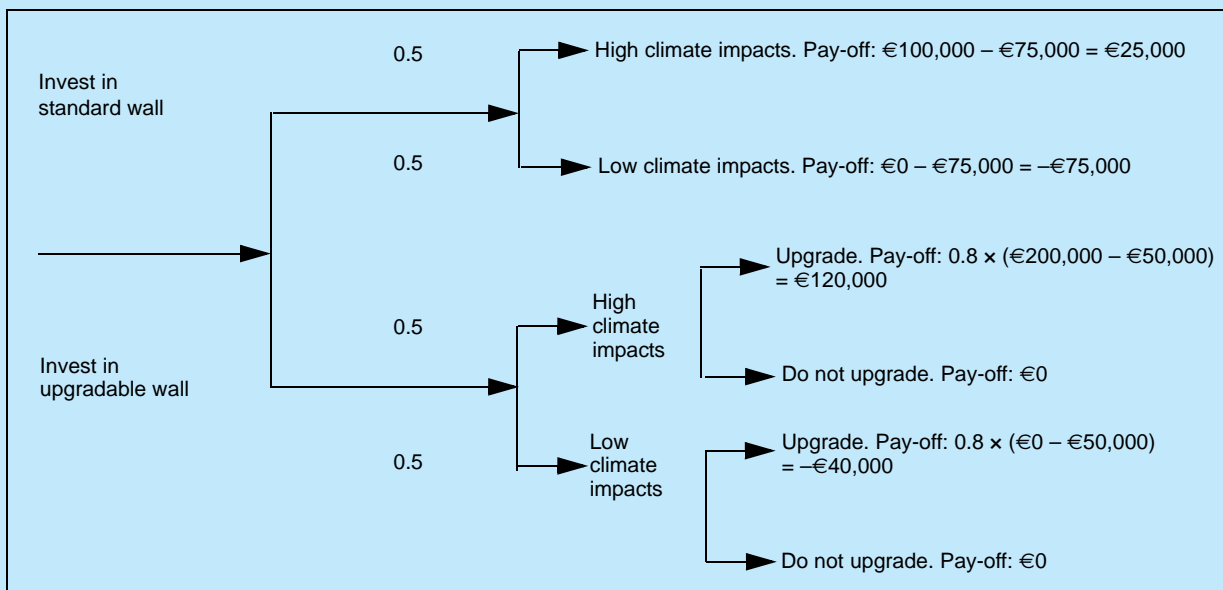 0.5
High climate impacts. Pay-off: €100,000 – €75,000 = €25,000
Invest in
standard wall
0.5
Low climate impacts. Pay-off: €0 – €75,000 = –€75,000
Upgrade. Pay-off: 0.8 × (€200,000 – €50,000)
= €120,000
0.5
High
climate
impacts
Invest in
upgradable wall
Do not upgrade. Pay-off: €0
0.5
Low
climate
impacts
Upgrade. Pay-off: 0.8 × (€0 – €50,000)
= –€40,000
Do not upgrade. Pay-off: €0